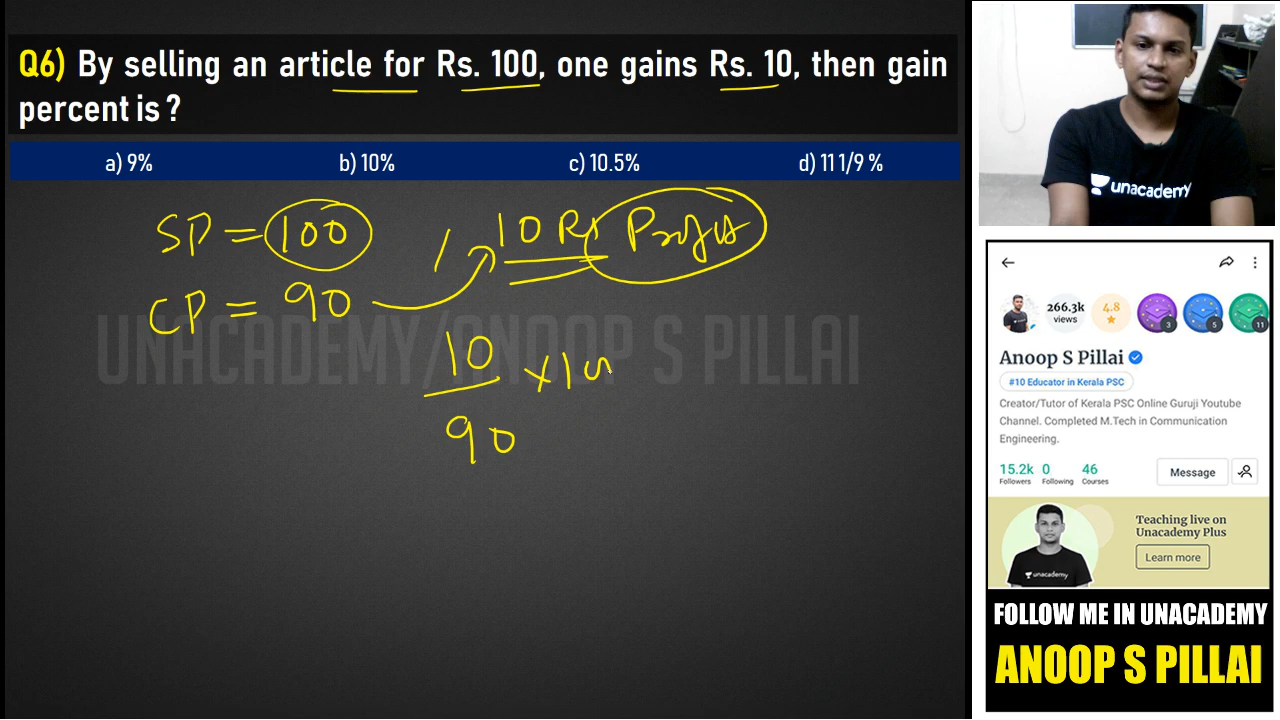 Q6) By selling an article for Rs. 100, one gains Rs. 10, then gain
percent is ?
a) 9%
b) 10%
c) 10.5%
d) 11 1/9 %
SP = 100
10 Rs Profit
CP = 90
UNACADEMY/ANOOP S PILLAI
10
90
unacademy
266.3k
views
4.8
3
5
11
Anoop S Pillai
#10 Educator in Kerala PSC
Creator/Tutor of Kerala PSC Online Guruji Youtube
Channel. Completed M.Tech in Communication
Engineering.
15.2k 0 46
Followers Following Courses
Message
Teaching live on
Unacademy Plus
Learn more
unacademy
FOLLOW ME IN UNACADEMY
ANOOP S PILLAI